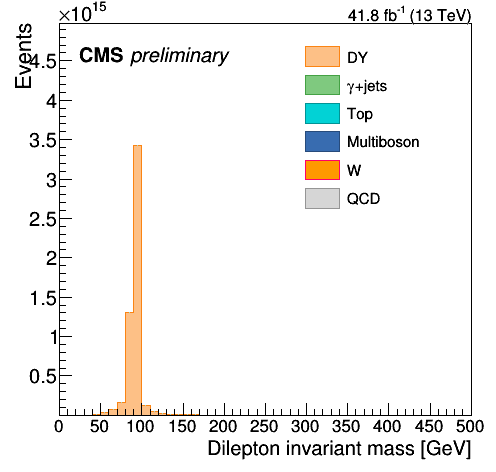 ×10¹⁵
41.8 fb⁻¹ (13 TeV)
Events
CMS preliminary
DY
γ+jets
Top
Multiboson
W
QCD
4.5
4
3.5
3
2.5
2
1.5
1
0.5
0 50 100 150 200 250 300 350 400 450 500
Dilepton invariant mass [GeV]